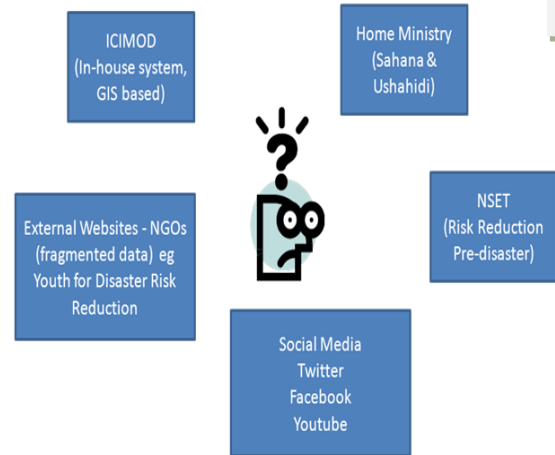 ICIMOD
(In-house system,
GIS based)
Home Ministry
(Sahana &
Ushahidi)
?
External Websites - NGOs
(fragmented data) eg
Youth for Disaster Risk
Reduction
NSET
(Risk Reduction
Pre-disaster)
Social Media
Twitter
Facebook
Youtube